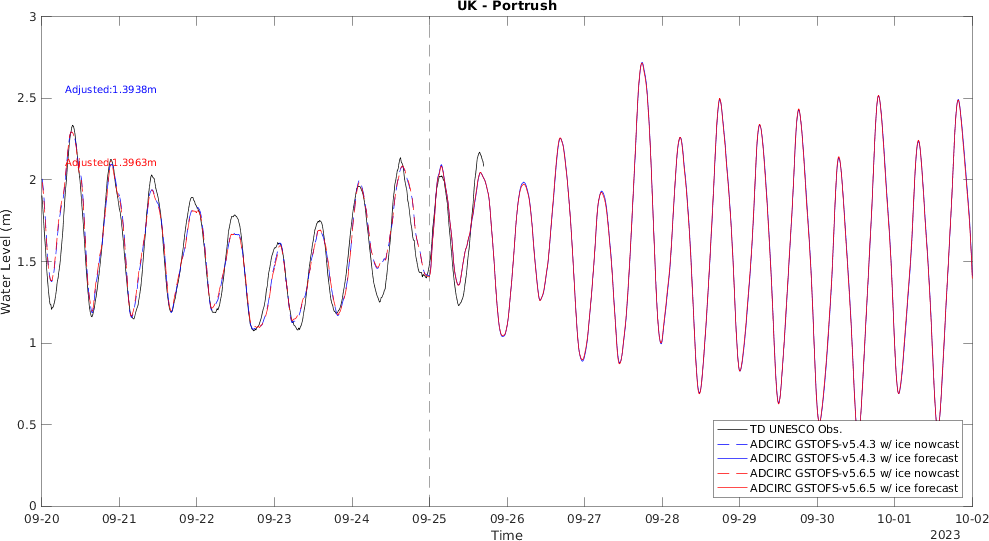 UK - Portrush
3
2.5
2
1.5
1
0.5
0
Water Level (m)
Adjusted:1.3938m
Adjusted:1.3963m
TD UNESCO Obs.
ADCIRC GSTOFS-v5.4.3 w/ ice nowcast
ADCIRC GSTOFS-v5.4.3 w/ ice forecast
ADCIRC GSTOFS-v5.6.5 w/ ice nowcast
ADCIRC GSTOFS-v5.6.5 w/ ice forecast
09-20 09-21 09-22 09-23 09-24 09-25 09-26 09-27 09-28 09-29 09-30 10-01 10-02
Time
2023